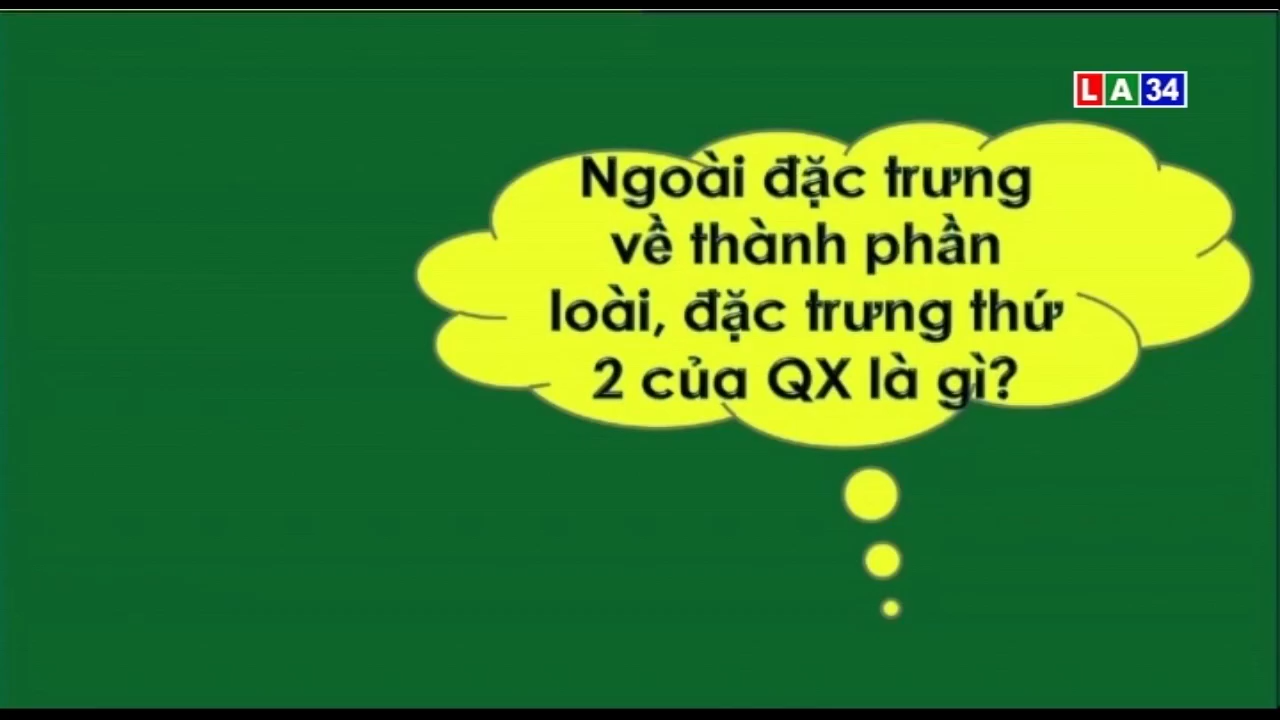 LA34
Ngoài đặc trưng
về thành phần
loài, đặc trưng thứ
2 của QX là gì?